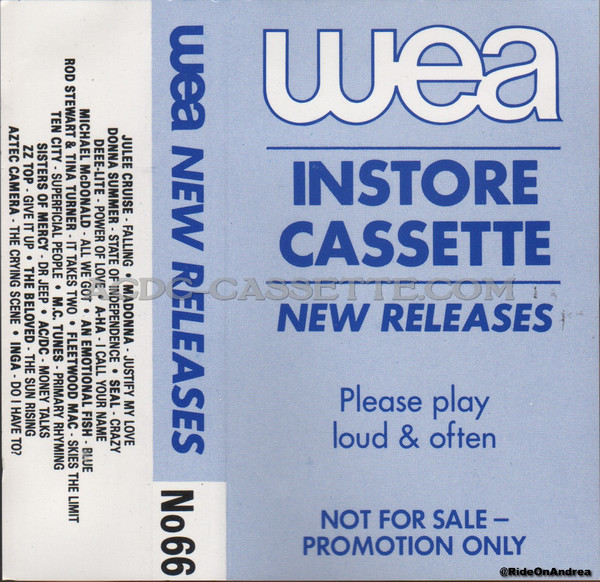 wea
INSTORE
CASSETTE
NEW RELEASES
Please play
loud & often
NOT FOR SALE –
PROMOTION ONLY
wea NEW RELEASES No66
JULEE CRUISE - FALLING • MADONNA - JUSTIFY MY LOVE
DONNA SUMMER - STATE OF INDEPENDENCE • SEAL - CRAZY
DEEE-LITE - POWER OF LOVE • A-HA - I CALL YOUR NAME
MICHAEL McDONALD - ALL WE • AN EMOTIONAL FISH - BLUE
ROD STEWART & TINA TURNER - IT TAKES TWO • FLEETWOOD MAC - SKIES THE LIMIT
TEN CITY - SUPERFICAL PEOPLE • M.C. TUNES - PRIMARY RHYMING
SISTERS OF MERCY - DR JEEP • AC/DC - MONEY TALKS
ZZ TOP - GIVE IT UP • THE BELOVED - THE SUN RISING
AZTEC CAMERA - THE CRYING SCENE • INGA - DO I HAVE TO?
ACDC-CASSETTE.COM
@RideOnAndrea